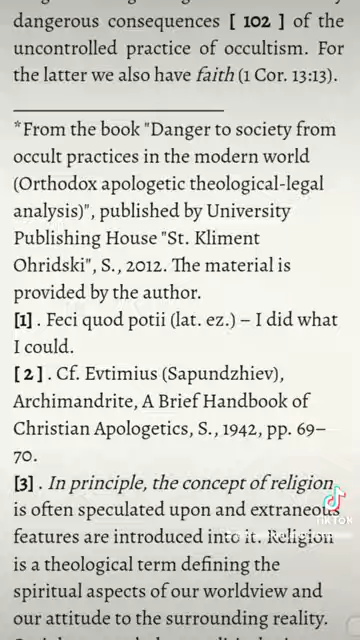 dangerous consequences [ 102 ] of the
uncontrolled practice of occultism. For
the latter we also have faith (1 Cor. 13:13).
*From the book "Danger to society from
occult practices in the modern world
(Orthodox apologetic theological-legal
analysis)", published by University
Publishing House "St. Kliment
Ohridski", S., 2012. The material is
provided by the author.
[1] . Feci quod potii (lat. ez.) – I did what
I could.
[ 2 ] . Cf. Evtimius (Sapundzhiev),
Archimandrite, A Brief Handbook of
Christian Apologetics, S., 1942, pp. 69–
70.
[3] . In principle, the concept of religion
is often speculated upon and extraneous
features are introduced into it. Religion
is a theological term defining the
spiritual aspects of our worldview and
our attitude to the surrounding reality.
TikTok